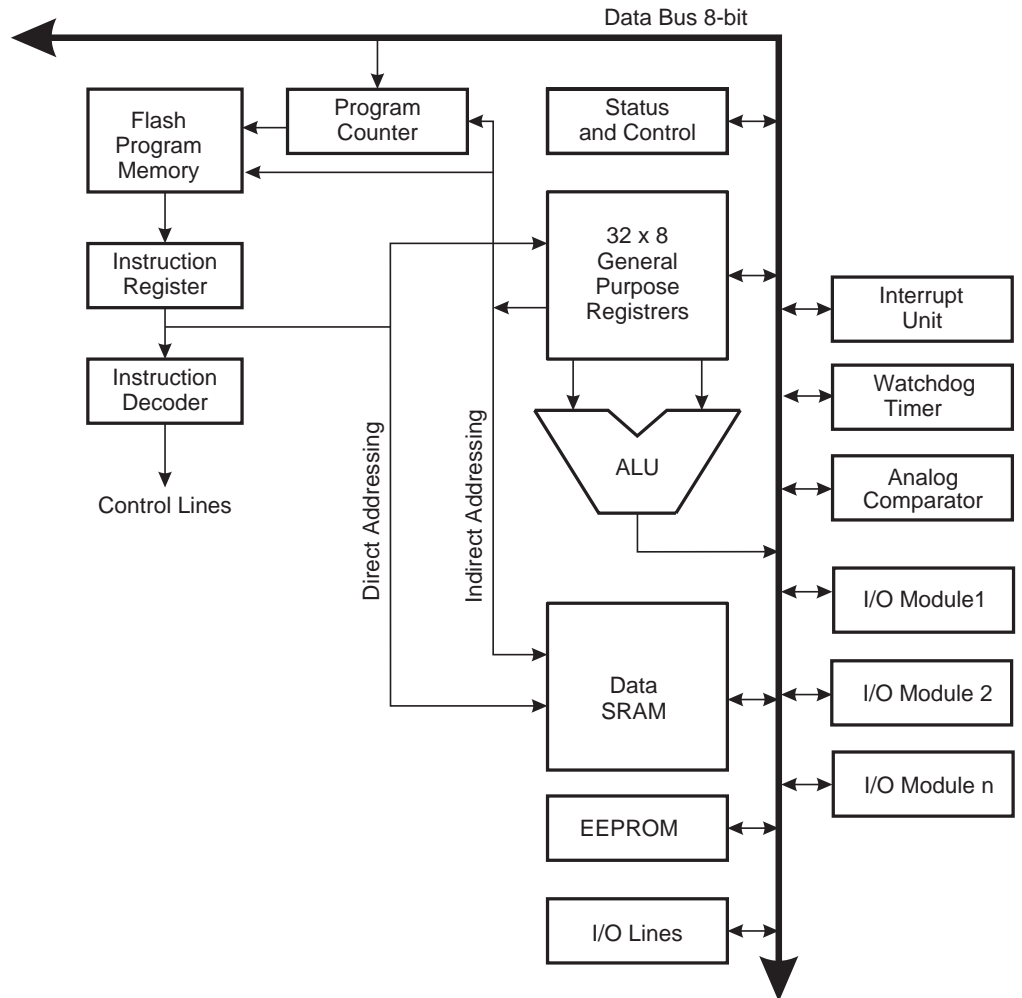 Data Bus 8-bit
Flash
Program
Memory
Program
Counter
Status
and Control
Instruction
Register
32 x 8
General
Purpose
Registrers
Interrupt
Unit
Instruction
Decoder
Watchdog
Timer
Control Lines
Direct Addressing
Indirect Addressing
ALU
Analog
Comparator
I/O Module1
Data
SRAM
I/O Module 2
I/O Module n
EEPROM
I/O Lines